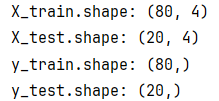 X_train.shape: (80, 4)
X_test.shape: (20, 4)
y_train.shape: (80,)
y_test.shape: (20,)